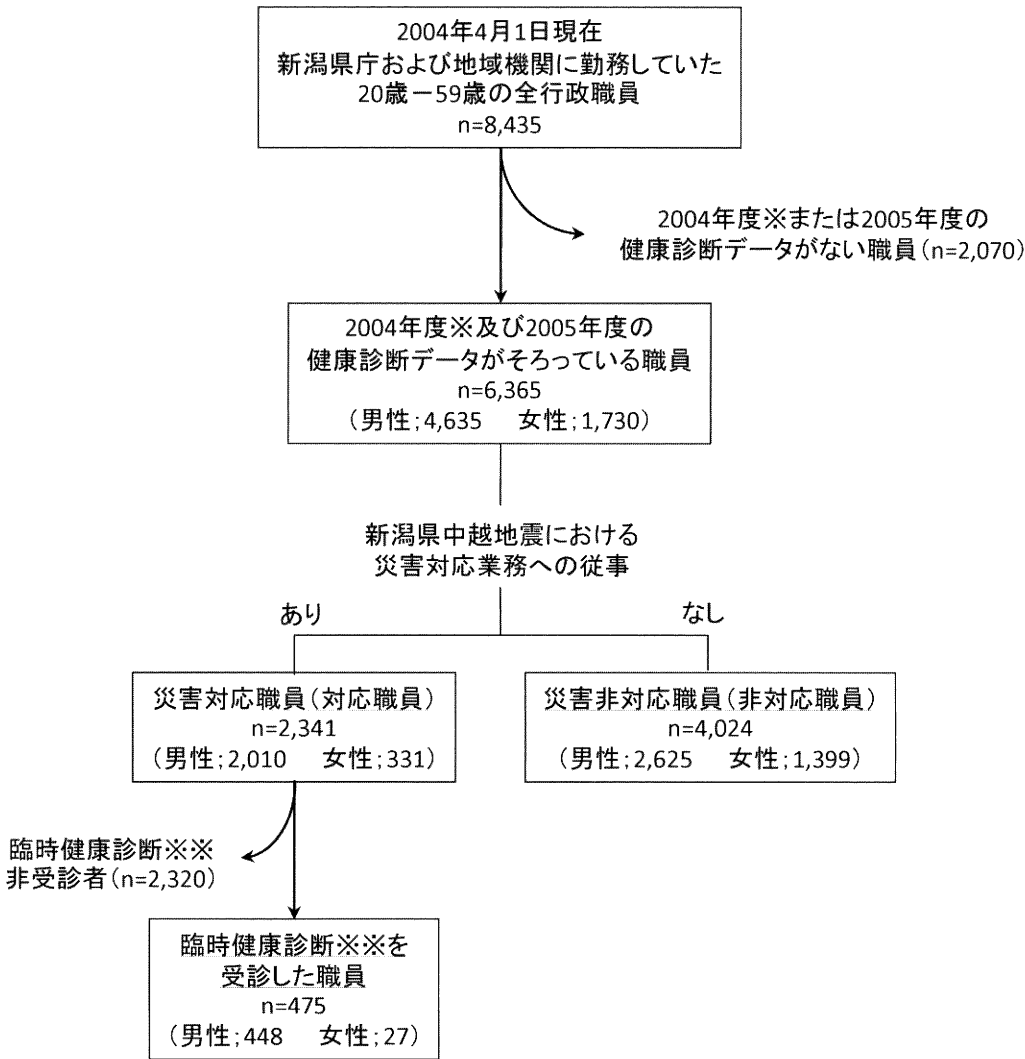 2004年4月1日現在
新潟県庁および地域機関に勤務していた
20歳－59歳の全行政職員
n=8,435
2004年度※または2005年度の
健康診断データがない職員(n=2,070)
2004年度※及び2005年度の
健康診断データがそろっている職員
n=6,365
(男性;4,635 女性;1,730)
新潟県中越地震における
災害対応業務への従事
あり
なし
災害対応職員(対応職員)
n=2,341
(男性;2,010 女性;331)
災害非対応職員(非対応職員)
n=4,024
(男性;2,625 女性;1,399)
臨時健康診断※※
非受診者(n=2,320)
臨時健康診断※※を
受診した職員
n=475
(男性;448 女性;27)